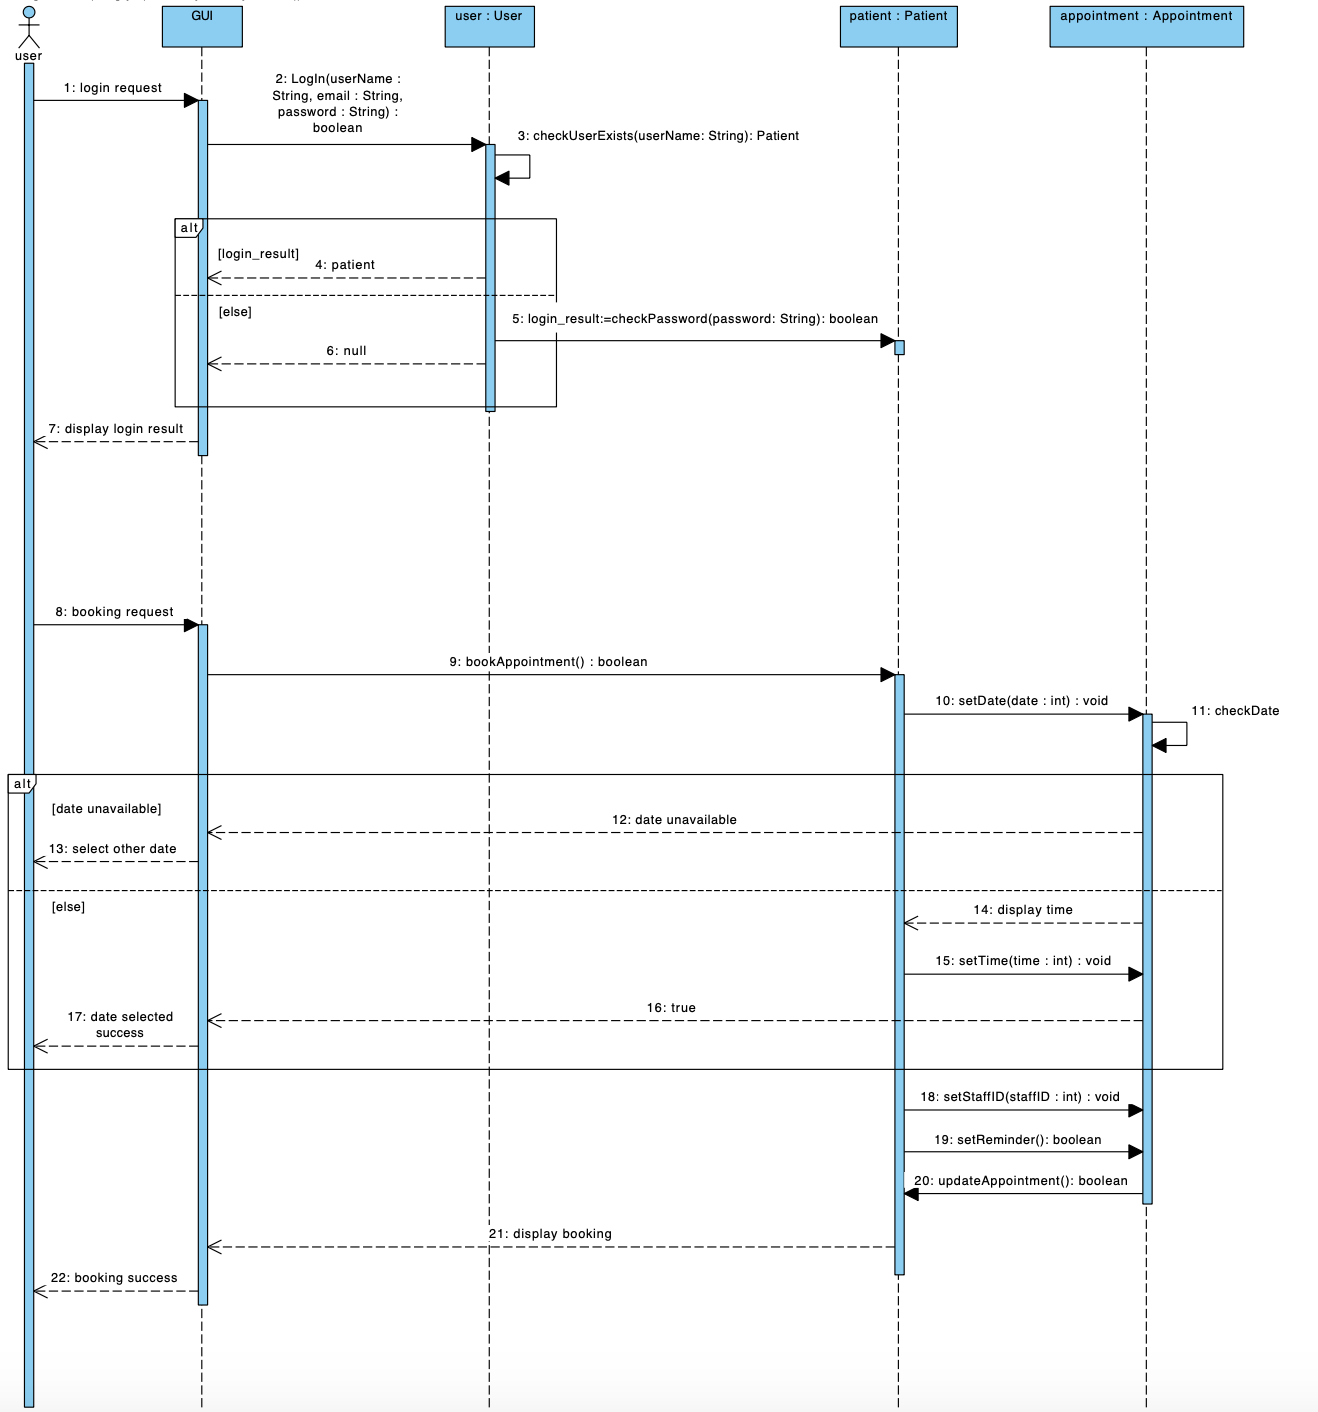 GUI
user : User
patient : Patient
appointment : Appointment
user
1: login request
2: LogIn(userName :
String, email : String,
password : String) :
boolean
3: checkUserExists(userName: String): Patient
alt
[login_result]
4: patient
[else]
5: login_result:=checkPassword(password: String): boolean
6: null
7: display login result
8: booking request
9: bookAppointment() : boolean
10: setDate(date : int) : void
11: checkDate
alt
[date unavailable]
12: date unavailable
13: select other date
[else]
14: display time
15: setTime(time : int) : void
16: true
17: date selected
success
18: setStaffID(staffID : int) : void
19: setReminder(): boolean
20: updateAppointment(): boolean
21: display booking
22: booking success